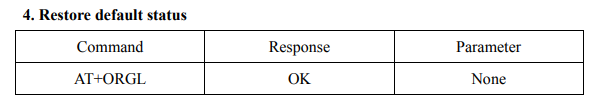 4. Restore default status
Command Response Parameter
AT+ORGL OK None